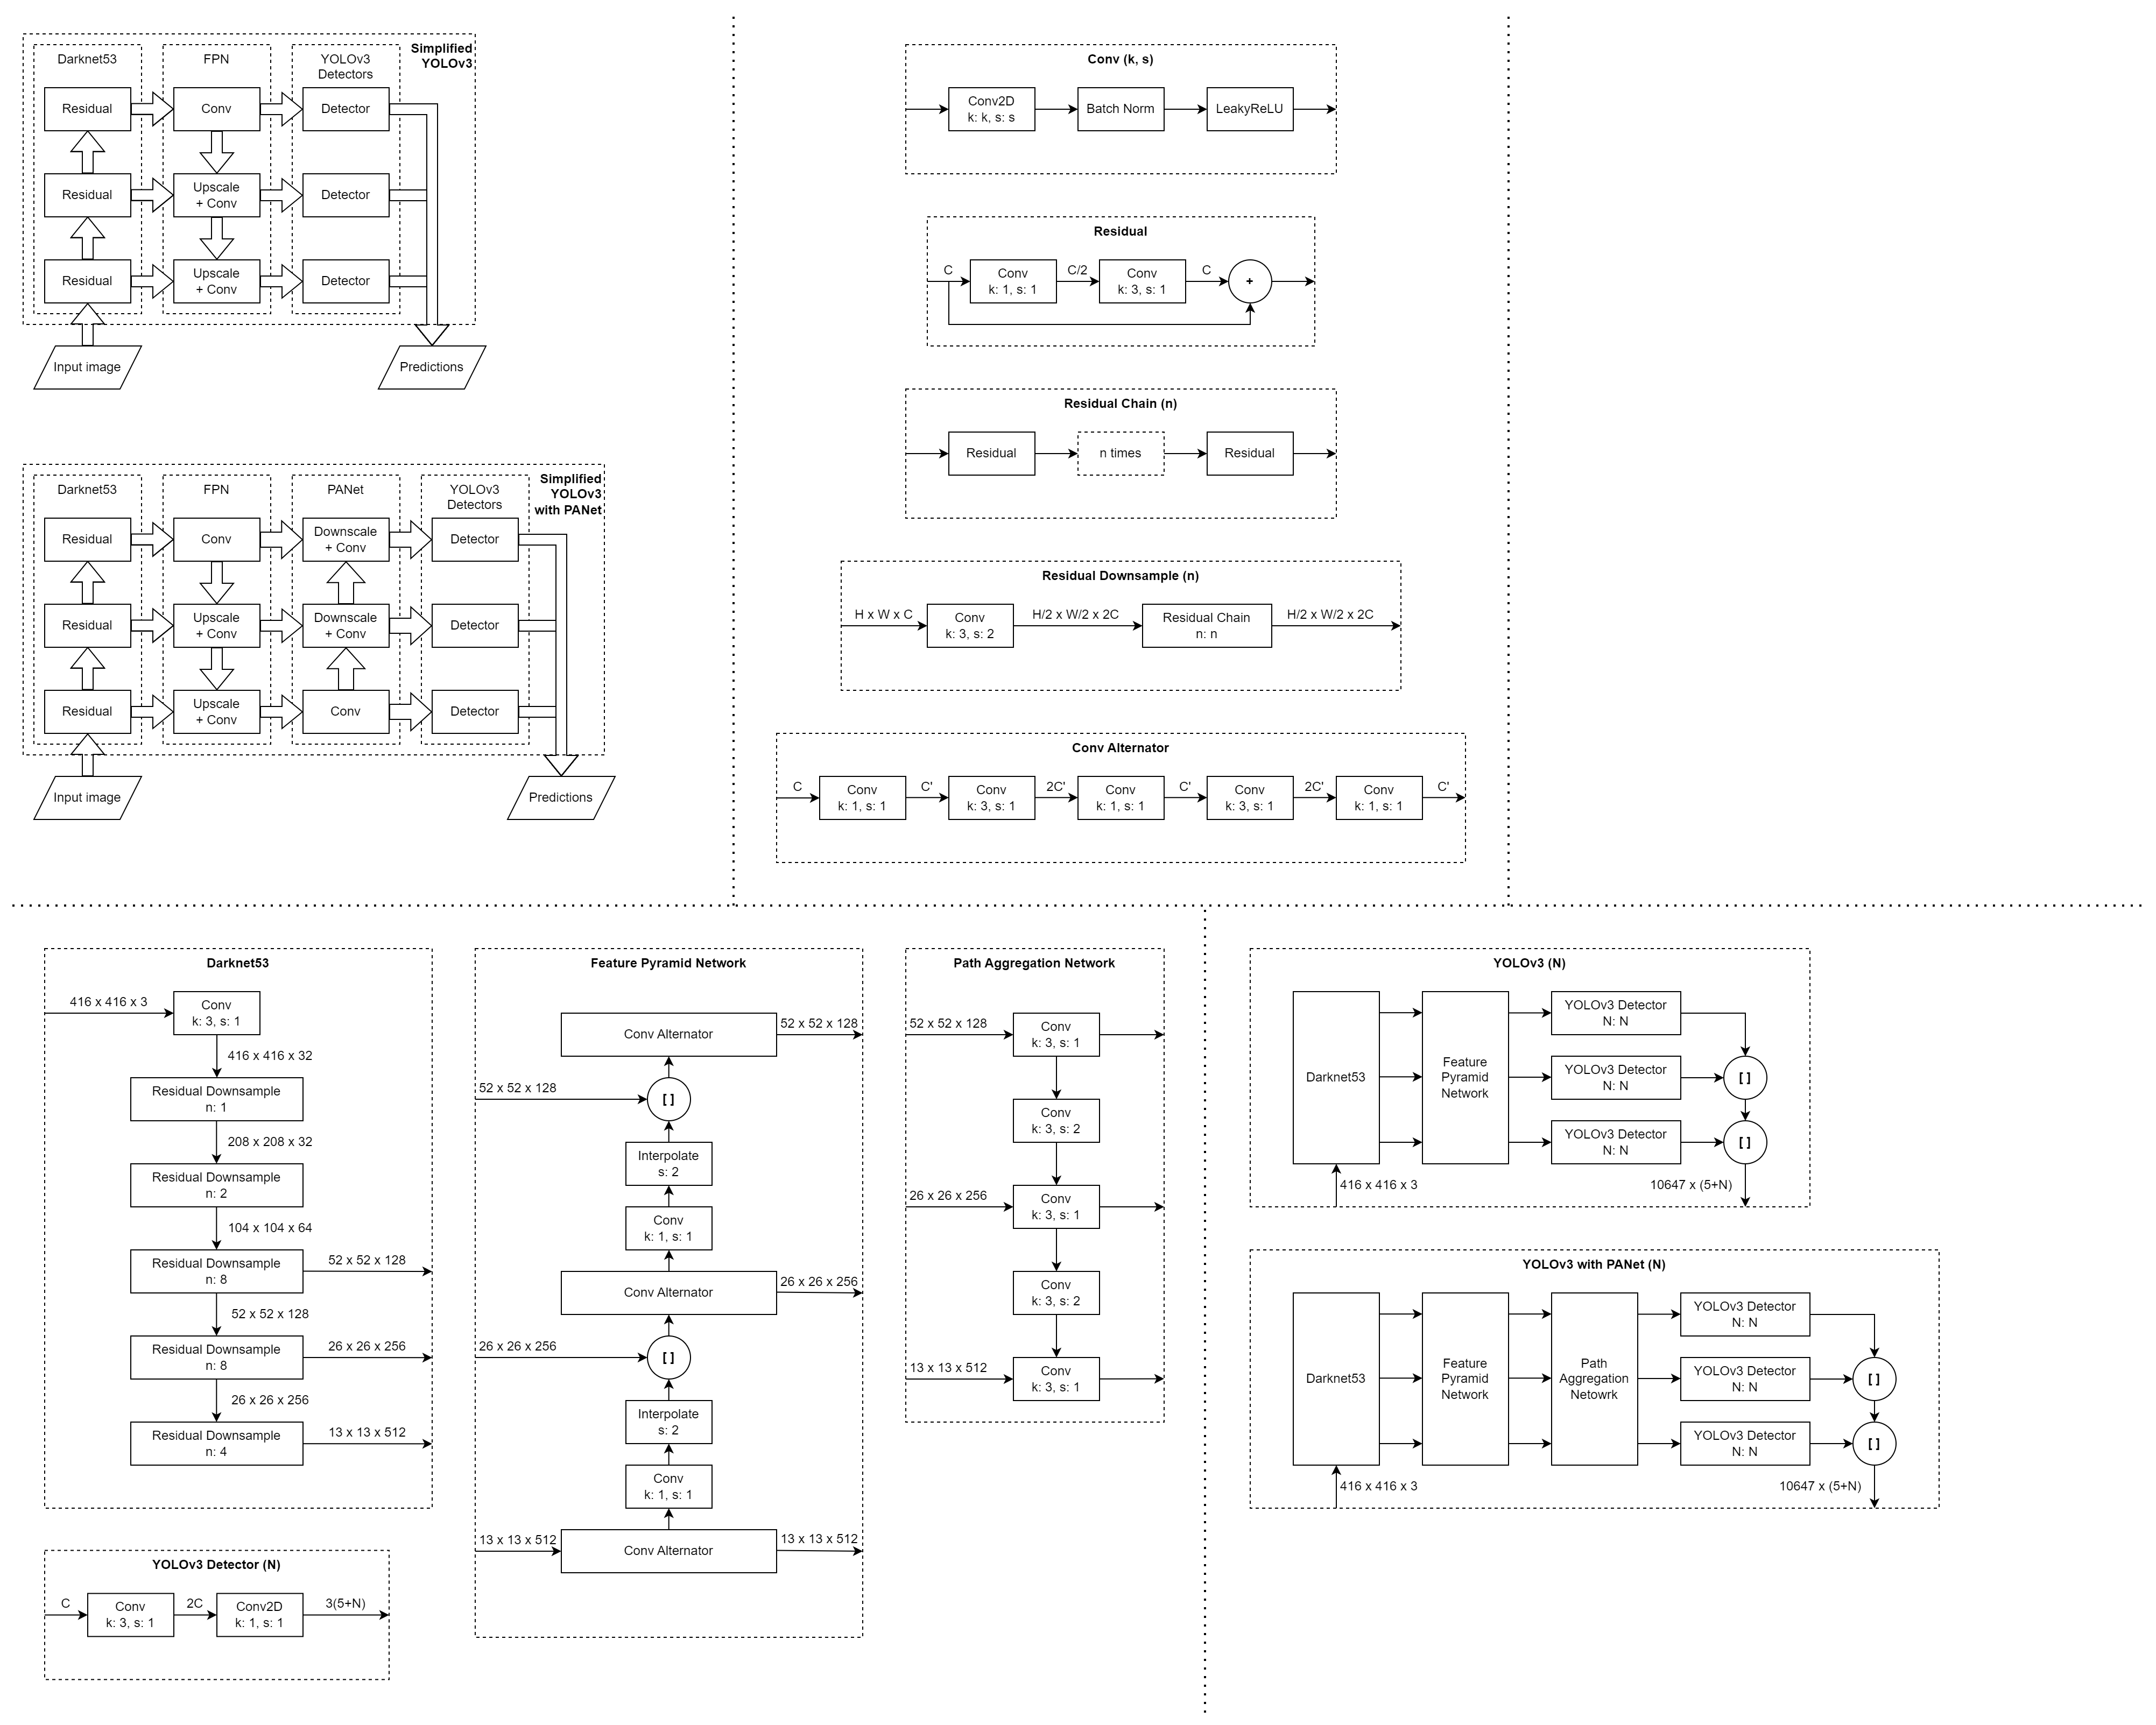 Simplified
YOLOv3
Darknet53
FPN
YOLOv3
Detectors
Residual
Conv
Detector
Residual
Upscale
+ Conv
Detector
Residual
Upscale
+ Conv
Detector
Input image
Predictions
Simplified
YOLOv3
with PANet
Darknet53
FPN
PANet
YOLOv3
Detectors
Residual
Conv
Downscale
+ Conv
Detector
Residual
Upscale
+ Conv
Downscale
+ Conv
Detector
Residual
Upscale
+ Conv
Conv
Detector
Input image
Predictions
Conv (k, s)
Conv2D
k: k, s: s
Batch Norm
LeakyReLU
Residual
C
Conv
k: 1, s: 1
C/2
Conv
k: 3, s: 1
C
+
Residual Chain (n)
Residual
n times
Residual
Residual Downsample (n)
H x W x C
Conv
k: 3, s: 2
H/2 x W/2 x 2C
Residual Chain
n: n
H/2 x W/2 x 2C
Conv Alternator
C
Conv
k: 1, s: 1
C'
Conv
k: 3, s: 1
2C'
Conv
k: 1, s: 1
C'
Conv
k: 3, s: 1
2C'
Conv
k: 1, s: 1
C'
Darknet53
416 x 416 x 3
Conv
k: 3, s: 1
416 x 416 x 32
Residual Downsample
n: 1
208 x 208 x 32
Residual Downsample
n: 2
104 x 104 x 64
Residual Downsample
n: 8
52 x 52 x 128
52 x 52 x 128
Residual Downsample
n: 8
26 x 26 x 256
26 x 26 x 256
Residual Downsample
n: 4
13 x 13 x 512
YOLOv3 Detector (N)
C
Conv
k: 3, s: 1
2C
Conv2D
k: 1, s: 1
3(5+N)
Feature Pyramid Network
Conv Alternator
52 x 52 x 128
52 x 52 x 128
[ ]
Interpolate
s: 2
Conv
k: 1, s: 1
Conv Alternator
26 x 26 x 256
26 x 26 x 256
[ ]
Interpolate
s: 2
Conv
k: 1, s: 1
13 x 13 x 512
Conv Alternator
13 x 13 x 512
Path Aggregation Network
52 x 52 x 128
Conv
k: 3, s: 1
Conv
k: 3, s: 2
26 x 26 x 256
Conv
k: 3, s: 1
Conv
k: 3, s: 2
13 x 13 x 512
Conv
k: 3, s: 1
YOLOv3 (N)
Darknet53
Feature
Pyramid
Network
YOLOv3 Detector
N: N
YOLOv3 Detector
N: N
[ ]
YOLOv3 Detector
N: N
[ ]
416 x 416 x 3
10647 x (5+N)
YOLOv3 with PANet (N)
Darknet53
Feature
Pyramid
Network
Path
Aggregation
Netowrk
YOLOv3 Detector
N: N
YOLOv3 Detector
N: N
[ ]
YOLOv3 Detector
N: N
[ ]
416 x 416 x 3
10647 x (5+N)